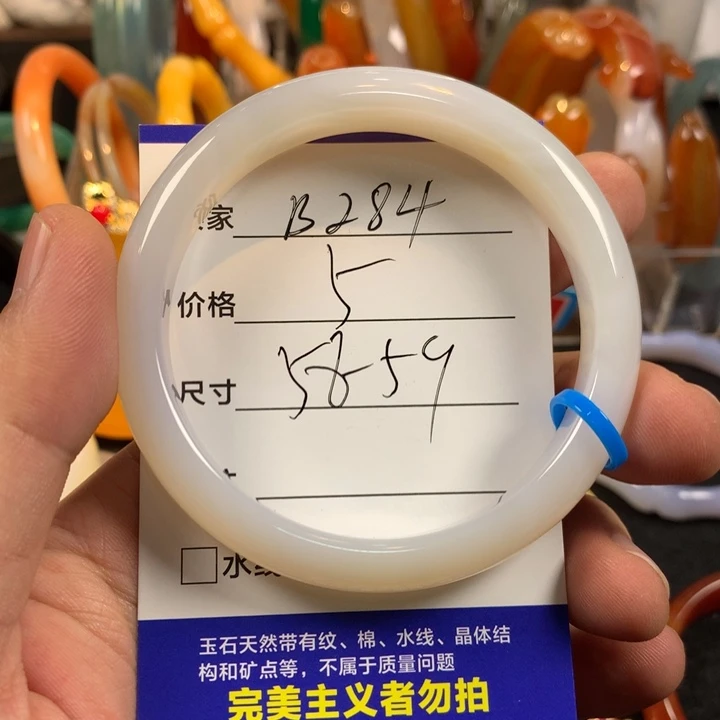 家 B284
价格 5
尺寸 5859
水线
玉石天然带有纹、棉、水线、晶体结
构和矿点等，不属于质量问题
完美主义者勿拍